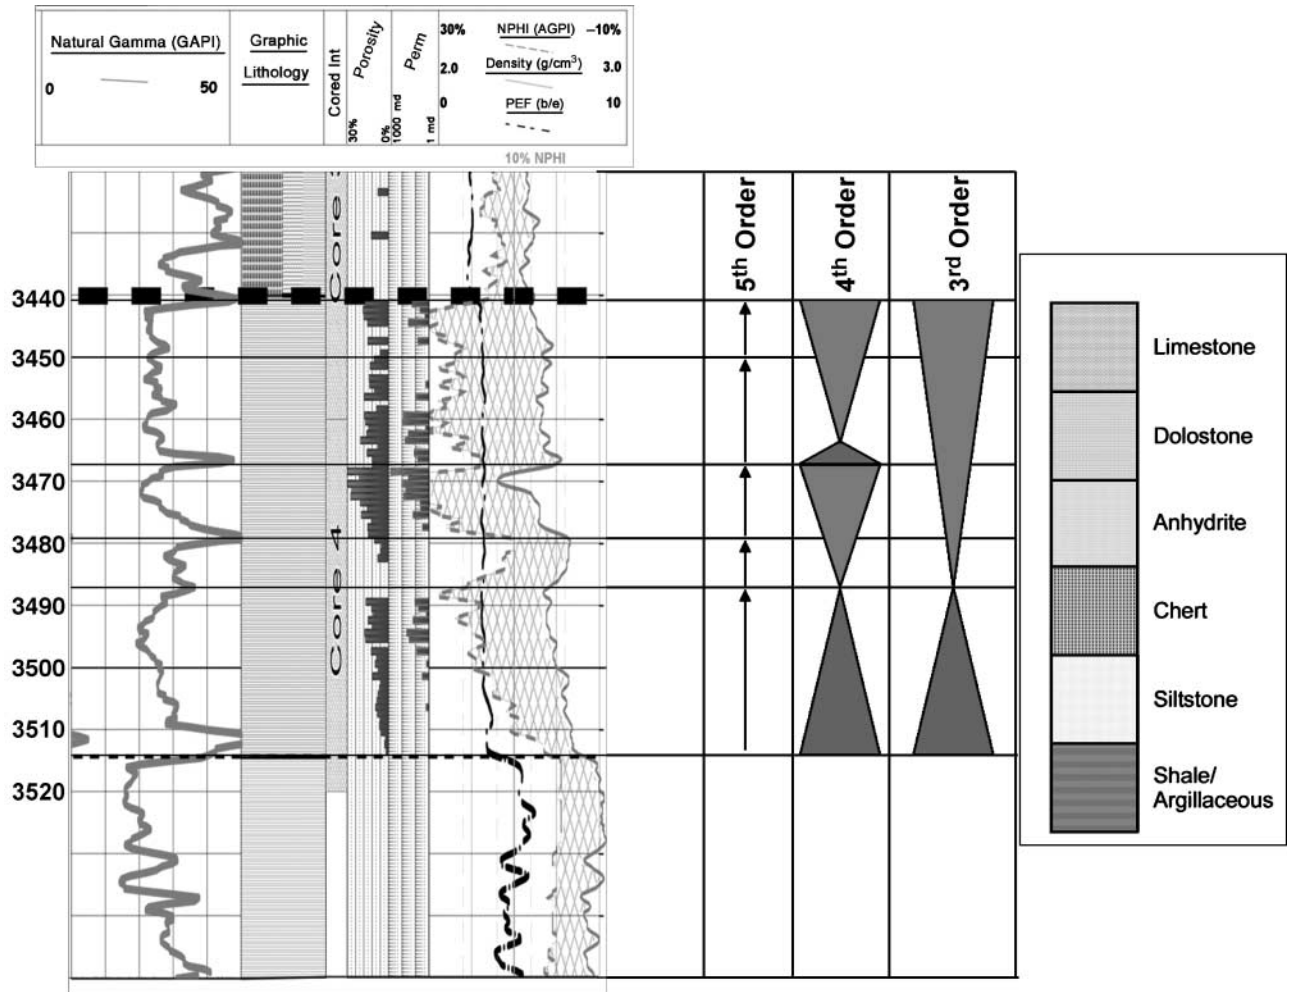 Natural Gamma (GAPI)
0 50
Graphic
Lithology
Cored Int
Porosity
30% 0%
Perm
1000 md 1 md
30% NPHI (AGPI) –10%
2.0 Density (g/cm³) 3.0
0 PEF (b/e) 10
10% NPHI
5th Order
4th Order
3rd Order
Core
Core 4
3440
3450
3460
3470
3480
3490
3500
3510
3520
Limestone
Dolostone
Anhydrite
Chert
Siltstone
Shale/
Argillaceous